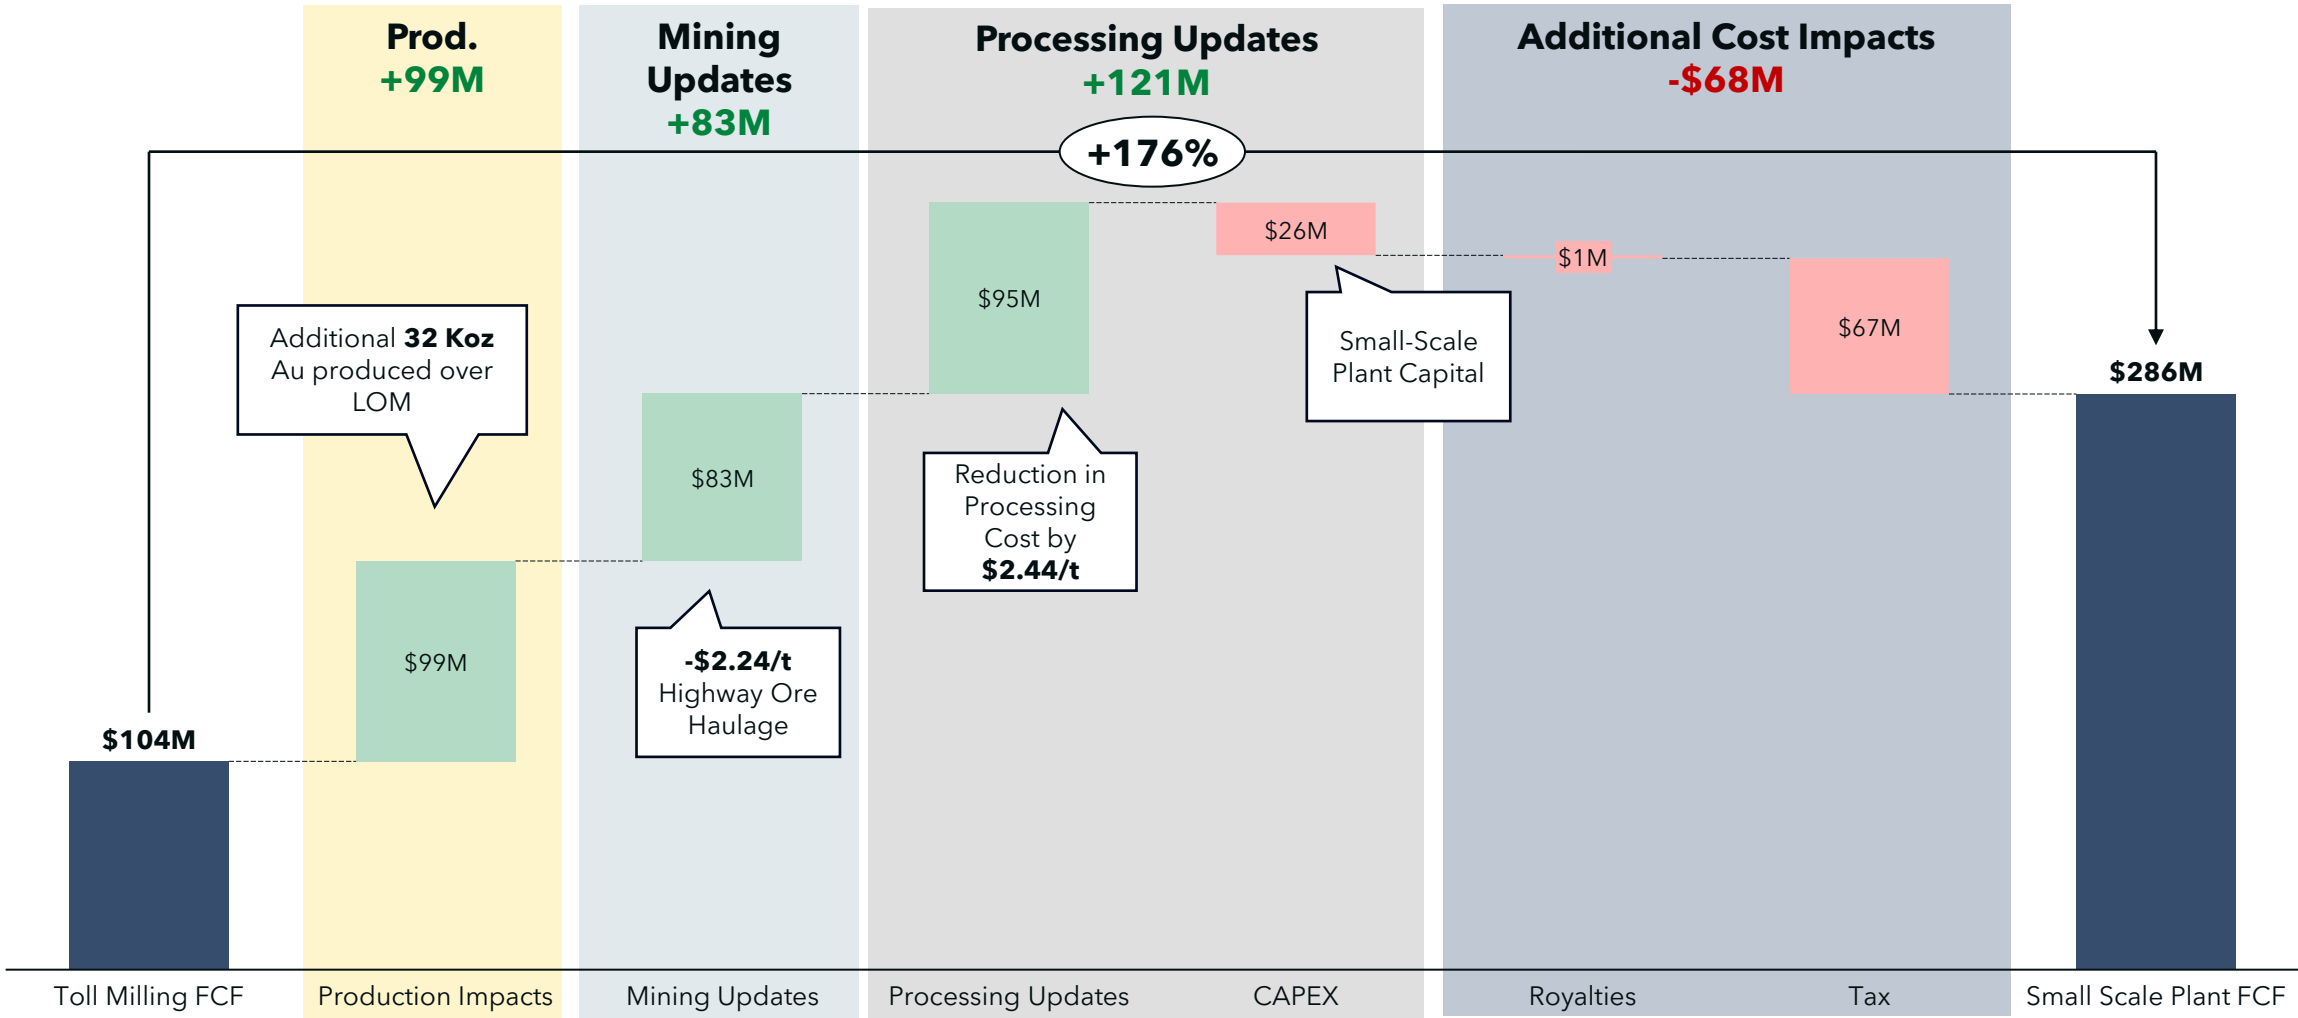 Prod.
+99M
Mining
Updates
+83M
Processing Updates
+121M
Additional Cost Impacts
-$68M
+176%
$26M
$1M
$95M
$67M
Additional 32 Koz
Au produced over
LOM
Small-Scale
Plant Capital
$286M
$83M
Reduction in
Processing
Cost by
$2.44/t
$99M
-$2.24/t
Highway Ore
Haulage
$104M
Toll Milling FCF
Production Impacts
Mining Updates
Processing Updates
CAPEX
Royalties
Tax
Small Scale Plant FCF